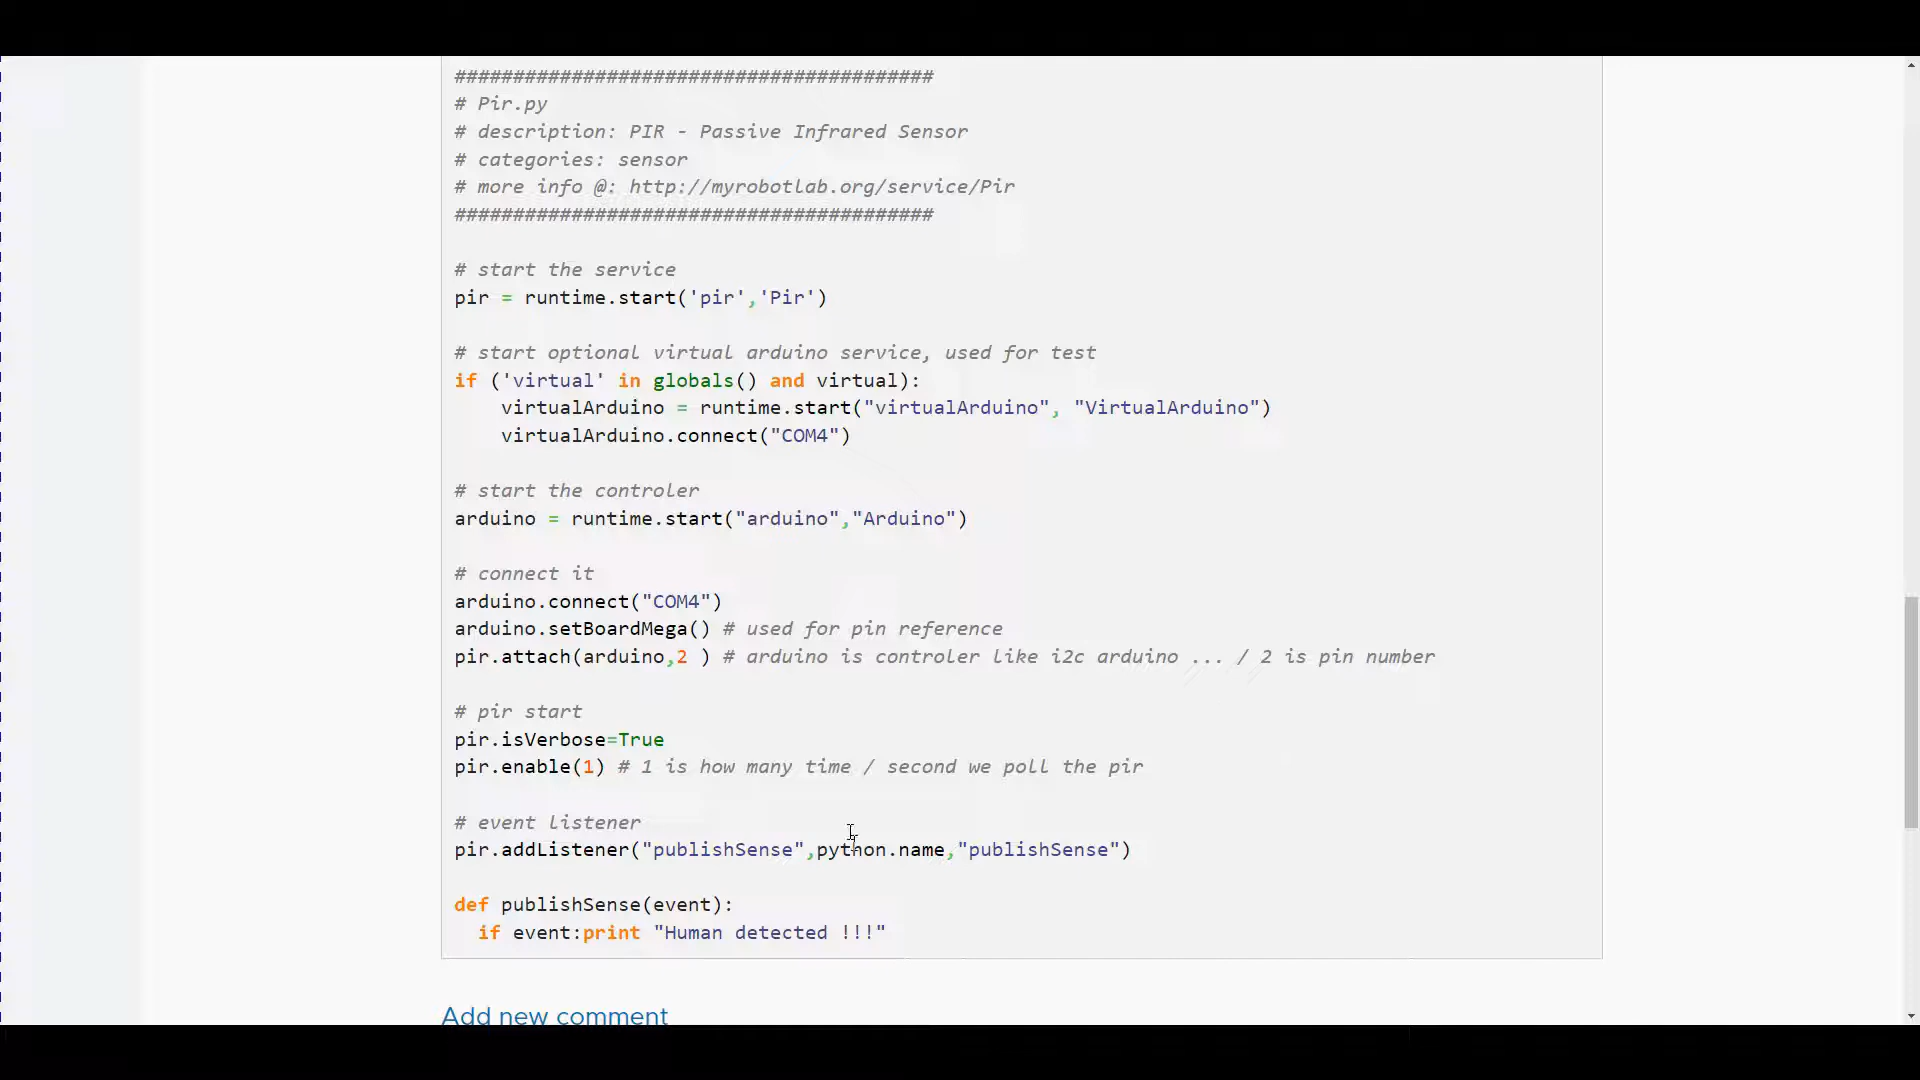 #########################################
# Pir.py
# description: PIR - Passive Infrared Sensor
# categories: sensor
# more info @: http://myrobotlab.org/service/Pir
#########################################
# start the service
pir = runtime.start('pir','Pir')
# start optional virtual arduino service, used for test
if ('virtual' in globals() and virtual):
    virtualArduino = runtime.start("virtualArduino", "VirtualArduino")
    virtualArduino.connect("COM4")
# start the controler
arduino = runtime.start("arduino","Arduino")
# connect it
arduino.connect("COM4")
arduino.setBoardMega() # used for pin reference
pir.attach(arduino,2 ) # arduino is controler like i2c arduino ... / 2 is pin number
# pir start
pir.isVerbose=True
pir.enable(1) # 1 is how many time / second we poll the pir
# event listener
pir.addListener("publishSense",python.name,"publishSense")
def publishSense(event):
  if event:print "Human detected !!!"
Add new comment